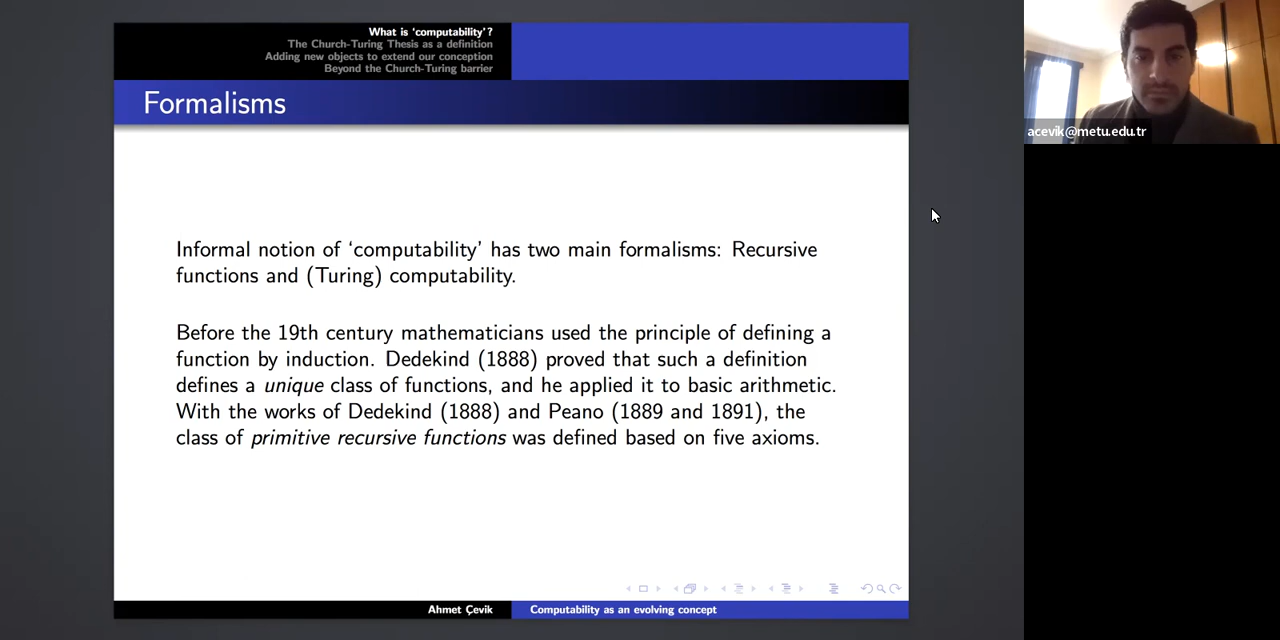 What is ‘computability’?
The Church-Turing Thesis as a definition
Adding new objects to extend our conception
Beyond the Church-Turing barrier
Formalisms
Informal notion of ‘computability’ has two main formalisms: Recursive
functions and (Turing) computability.
Before the 19th century mathematicians used the principle of defining a
function by induction. Dedekind (1888) proved that such a definition
defines a unique class of functions, and he applied it to basic arithmetic.
With the works of Dedekind (1888) and Peano (1889 and 1891), the
class of primitive recursive functions was defined based on five axioms.
Ahmet Çevik
Computability as an evolving concept
acevik@metu.edu.tr